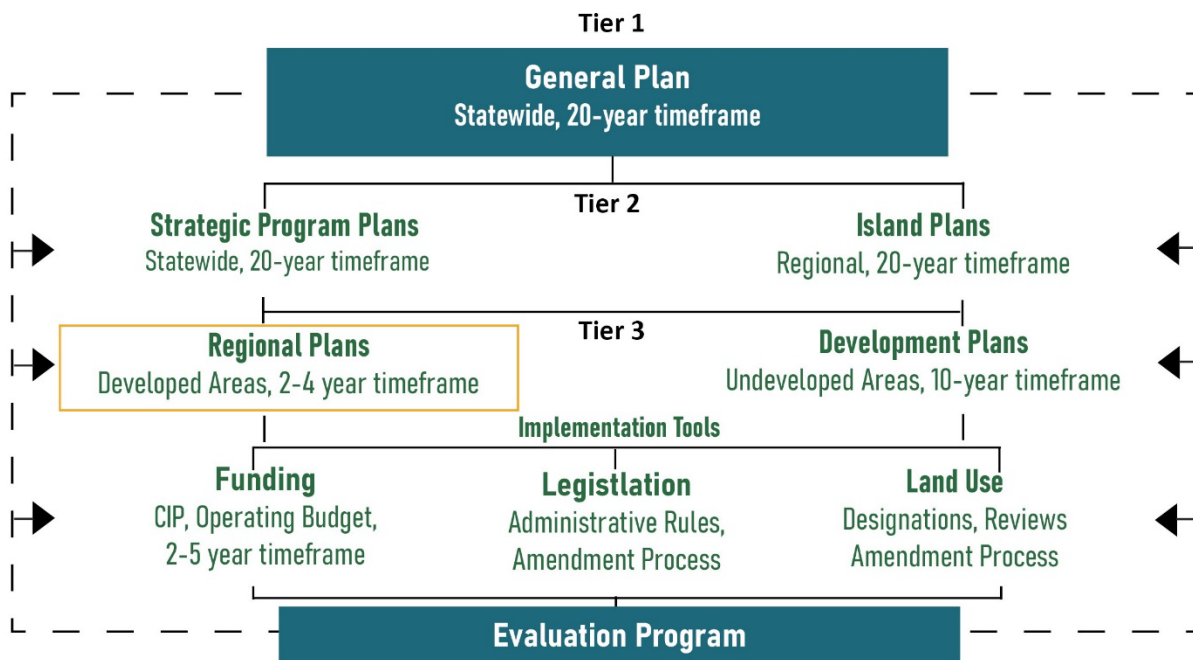 Tier 1
General Plan
Statewide, 20-year timeframe
Tier 2
Strategic Program Plans
Statewide, 20-year timeframe
Island Plans
Regional, 20-year timeframe
Tier 3
Regional Plans
Developed Areas, 2-4 year timeframe
Development Plans
Undeveloped Areas, 10-year timeframe
Implementation Tools
Funding
CIP, Operating Budget,
2-5 year timeframe
Legistlation
Administrative Rules,
Amendment Process
Land Use
Designations, Reviews
Amendment Process
Evaluation Program